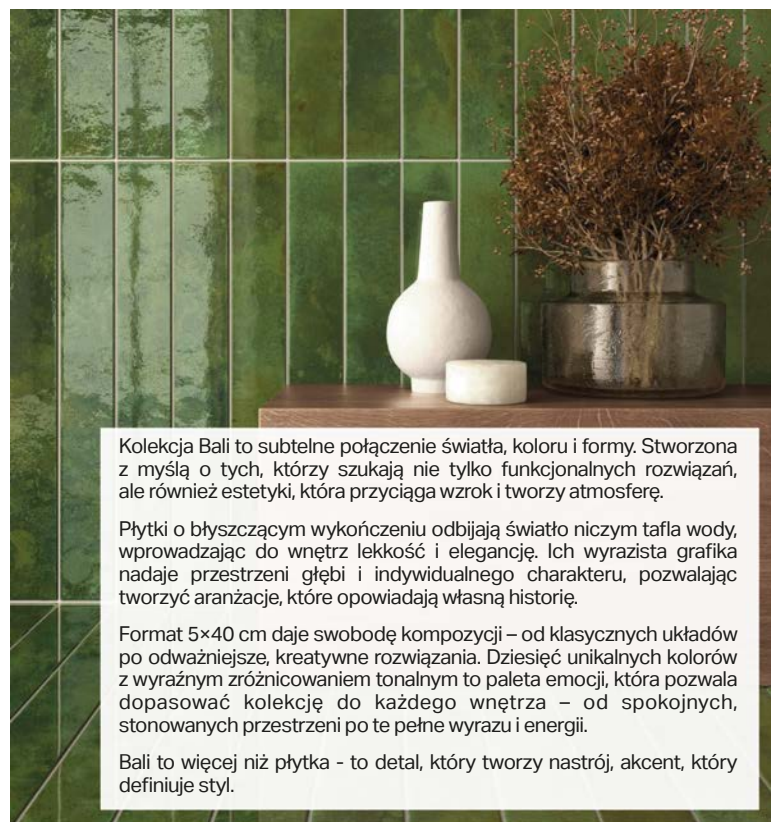 Kolekcja Bali to subtelne połączenie światła, koloru i formy. Stworzona
z myślą o tych, którzy szukają nie tylko funkcjonalnych rozwiązań,
ale również estetyki, która przyciąga wzrok i tworzy atmosferę.
Płytki o błyszczącym wykończeniu odbijają światło niczym tafla wody,
wprowadzając do wnętrz lekkość i elegancję. Ich wyrazista grafika
nadaje przestrzeni głębi i indywidualnego charakteru, pozwalając
tworzyć aranżacje, które opowiadają własną historię.
Format 5×40 cm daje swobodę kompozycji – od klasycznych układów
po odważniejsze, kreatywne rozwiązania. Dziesięć unikalnych kolorów
z wyraźnym zróżnicowaniem tonalnym to paleta emocji, która pozwala
dopasować kolekcję do każdego wnętrza – od spokojnych,
stonowanych przestrzeni po te pełne wyrazu i energii.
Bali to więcej niż płytka - to detal, który tworzy nastrój, akcent, który
definiuje styl.